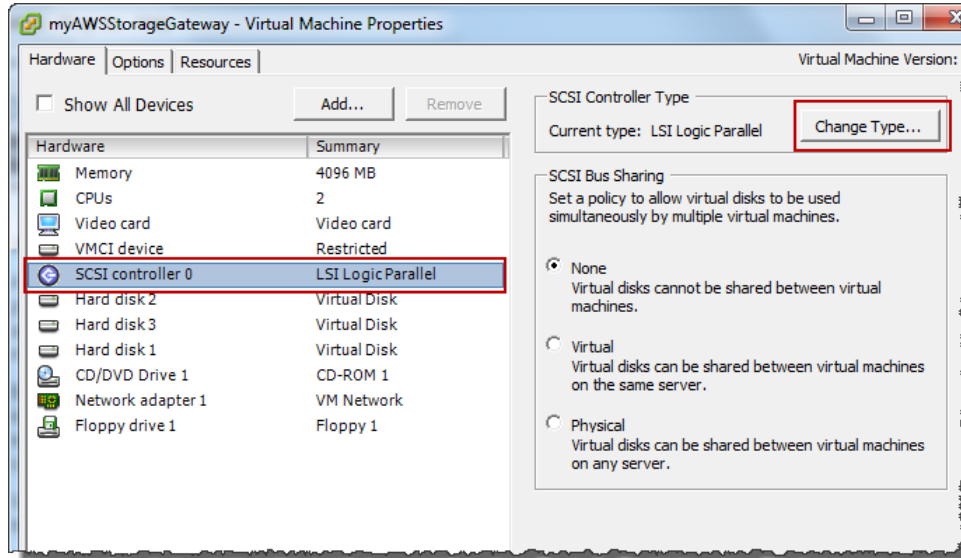 myAWSStorageGateway - Virtual Machine Properties
Hardware Options Resources
Virtual Machine Version:
Show All Devices
Add...
Remove
Hardware Summary
Memory 4096 MB
CPUs 2
Video card Video card
VMCI device Restricted
SCSI controller 0 LSI Logic Parallel
Hard disk 2 Virtual Disk
Hard disk 3 Virtual Disk
Hard disk 1 Virtual Disk
CD/DVD Drive 1 CD-ROM 1
Network adapter 1 VM Network
Floppy drive 1 Floppy 1
SCSI Controller Type
Current type: LSI Logic Parallel
Change Type...
SCSI Bus Sharing
Set a policy to allow virtual disks to be used
simultaneously by multiple virtual machines.
None
Virtual disks cannot be shared between virtual
machines.
Virtual
Virtual disks can be shared between virtual machines
on the same server.
Physical
Virtual disks can be shared between virtual machines
on any server.